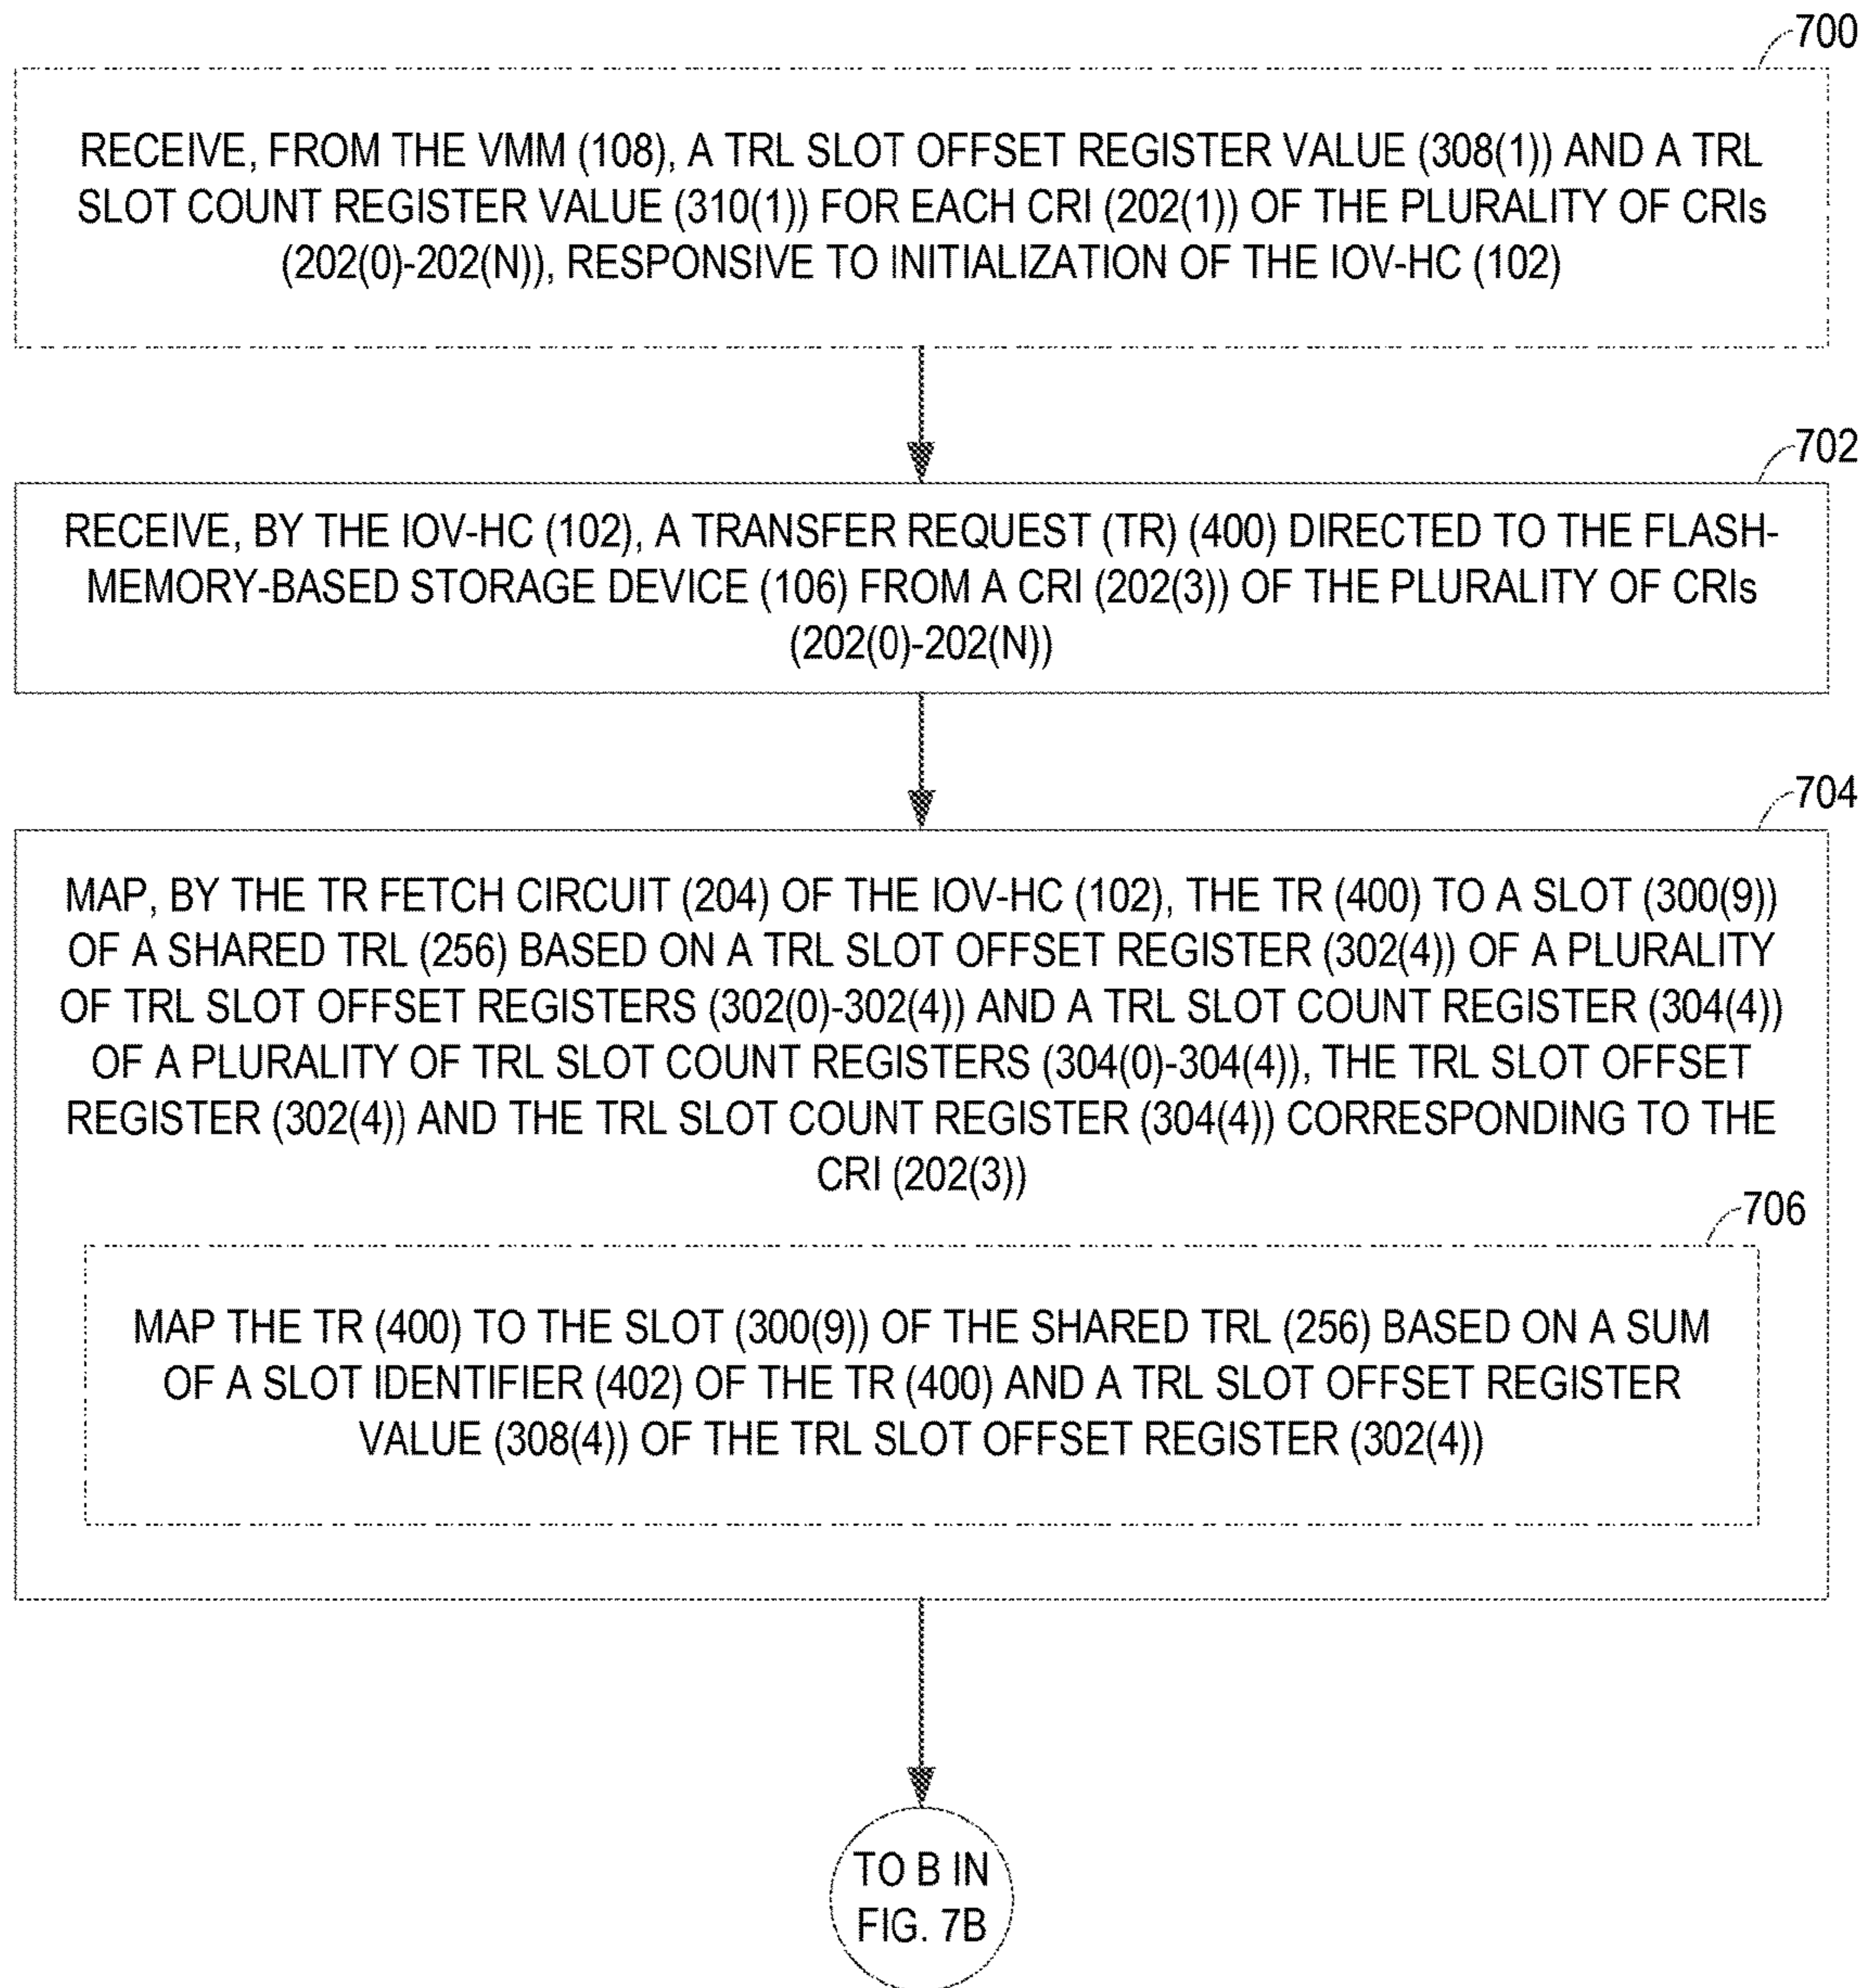 700
RECEIVE, FROM THE VMM (108), A TRL SLOT OFFSET REGISTER VALUE (308(1)) AND A TRL
SLOT COUNT REGISTER VALUE (310(1)) FOR EACH CRI (202(1)) OF THE PLURALITY OF CRIs
(202(0)-202(N)), RESPONSIVE TO INITIALIZATION OF THE IOV-HC (102)
702
RECEIVE, BY THE IOV-HC (102), A TRANSFER REQUEST (TR) (400) DIRECTED TO THE FLASH-
MEMORY-BASED STORAGE DEVICE (106) FROM A CRI (202(3)) OF THE PLURALITY OF CRIs
(202(0)-202(N))
704
MAP, BY THE TR FETCH CIRCUIT (204) OF THE IOV-HC (102), THE TR (400) TO A SLOT (300(9))
OF A SHARED TRL (256) BASED ON A TRL SLOT OFFSET REGISTER (302(4)) OF A PLURALITY
OF TRL SLOT OFFSET REGISTERS (302(0)-302(4)) AND A TRL SLOT COUNT REGISTER (304(4))
OF A PLURALITY OF TRL SLOT COUNT REGISTERS (304(0)-304(4)), THE TRL SLOT OFFSET
REGISTER (302(4)) AND THE TRL SLOT COUNT REGISTER (304(4)) CORRESPONDING TO THE
CRI (202(3))
706
MAP THE TR (400) TO THE SLOT (300(9)) OF THE SHARED TRL (256) BASED ON A SUM
OF A SLOT IDENTIFIER (402) OF THE TR (400) AND A TRL SLOT OFFSET REGISTER
VALUE (308(4)) OF THE TRL SLOT OFFSET REGISTER (302(4))
TO B IN
FIG. 7B